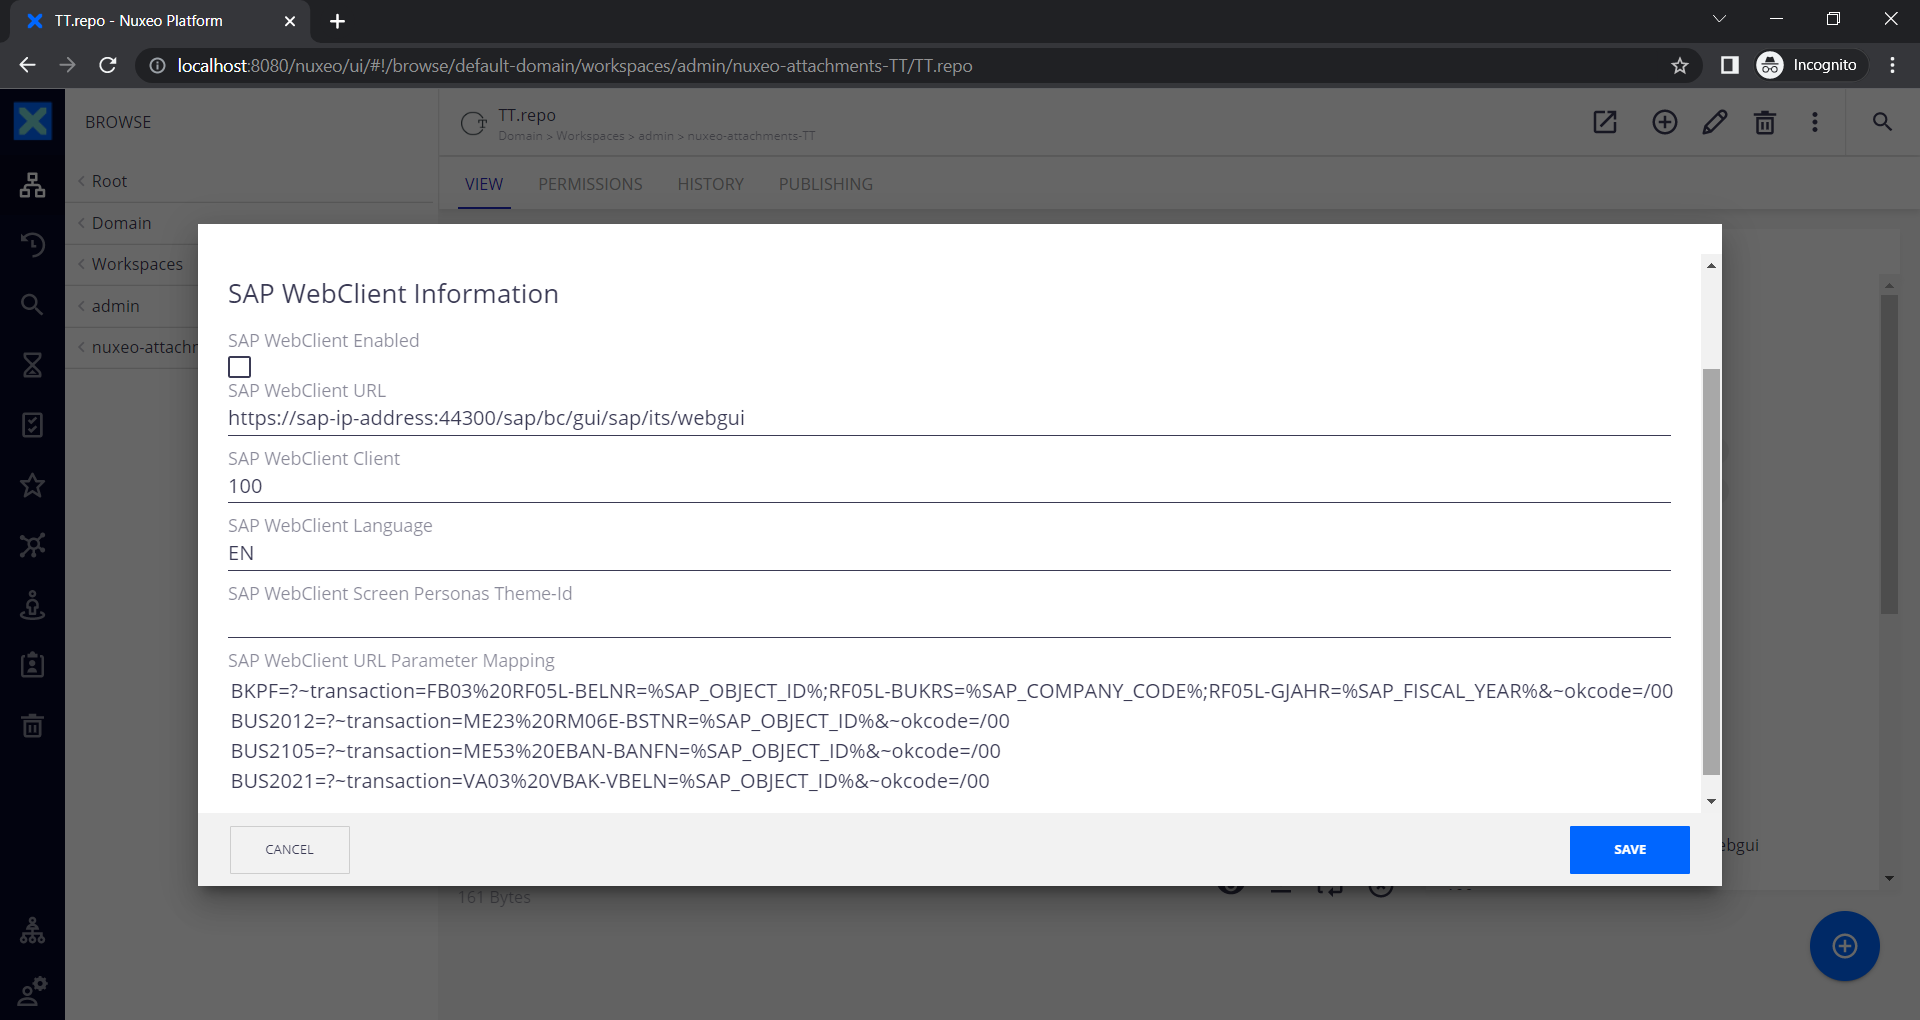 TT.repo - Nuxeo Platform
localhost:8080/nuxeo/ui/#!/browse/default-domain/workspaces/admin/nuxeo-attachments-TT/TT.repo
Incognito
BROWSE
Root
Domain
Workspaces
admin
nuxeo-attachm
TT.repo
Domain > Workspaces > admin > nuxeo-attachments-TT
VIEW PERMISSIONS HISTORY PUBLISHING
SAP WebClient Information
SAP WebClient Enabled
SAP WebClient URL
https://sap-ip-address:44300/sap/bc/gui/sap/its/webgui
SAP WebClient Client
100
SAP WebClient Language
EN
SAP WebClient Screen Personas Theme-Id
SAP WebClient URL Parameter Mapping
BKPF=?~transaction=FB03%20RF05L-BELNR=%SAP_OBJECT_ID%;RF05L-BUKRS=%SAP_COMPANY_CODE%;RF05L-GJAHR=%SAP_FISCAL_YEAR%&~okcode=/00
BUS2012=?~transaction=ME23%20RM06E-BSTNR=%SAP_OBJECT_ID%&~okcode=/00
BUS2105=?~transaction=ME53%20EBAN-BANFN=%SAP_OBJECT_ID%&~okcode=/00
BUS2021=?~transaction=VA03%20VBAK-VBELN=%SAP_OBJECT_ID%&~okcode=/00
CANCEL
SAVE
ebgui
161 Bytes